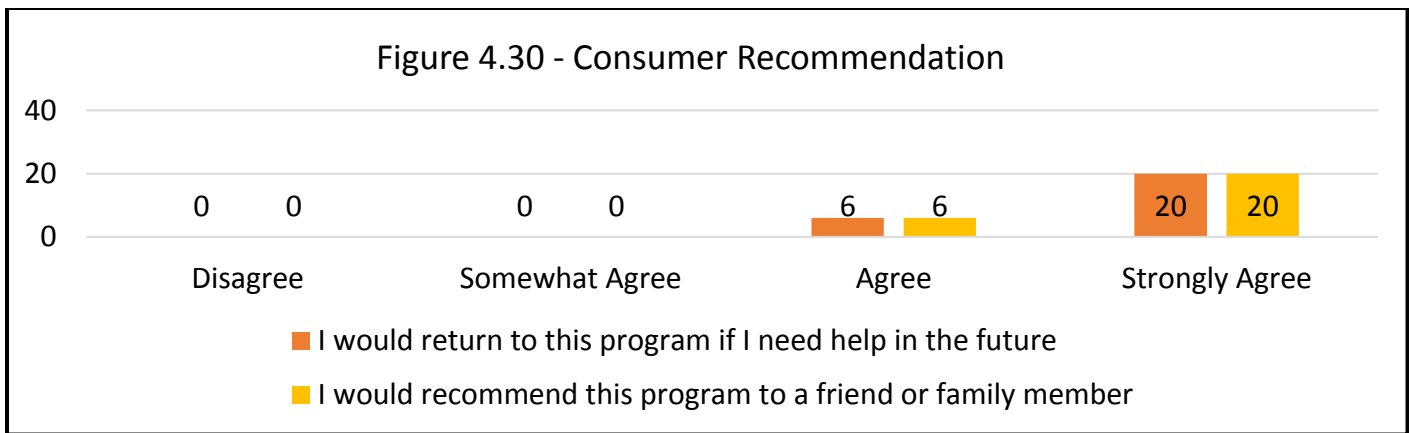 Figure 4.30 - Consumer Recommendation
40
20
0
0 0 0 0 6 6 20 20
Disagree Somewhat Agree Agree Strongly Agree
I would return to this program if I need help in the future
I would recommend this program to a friend or family member